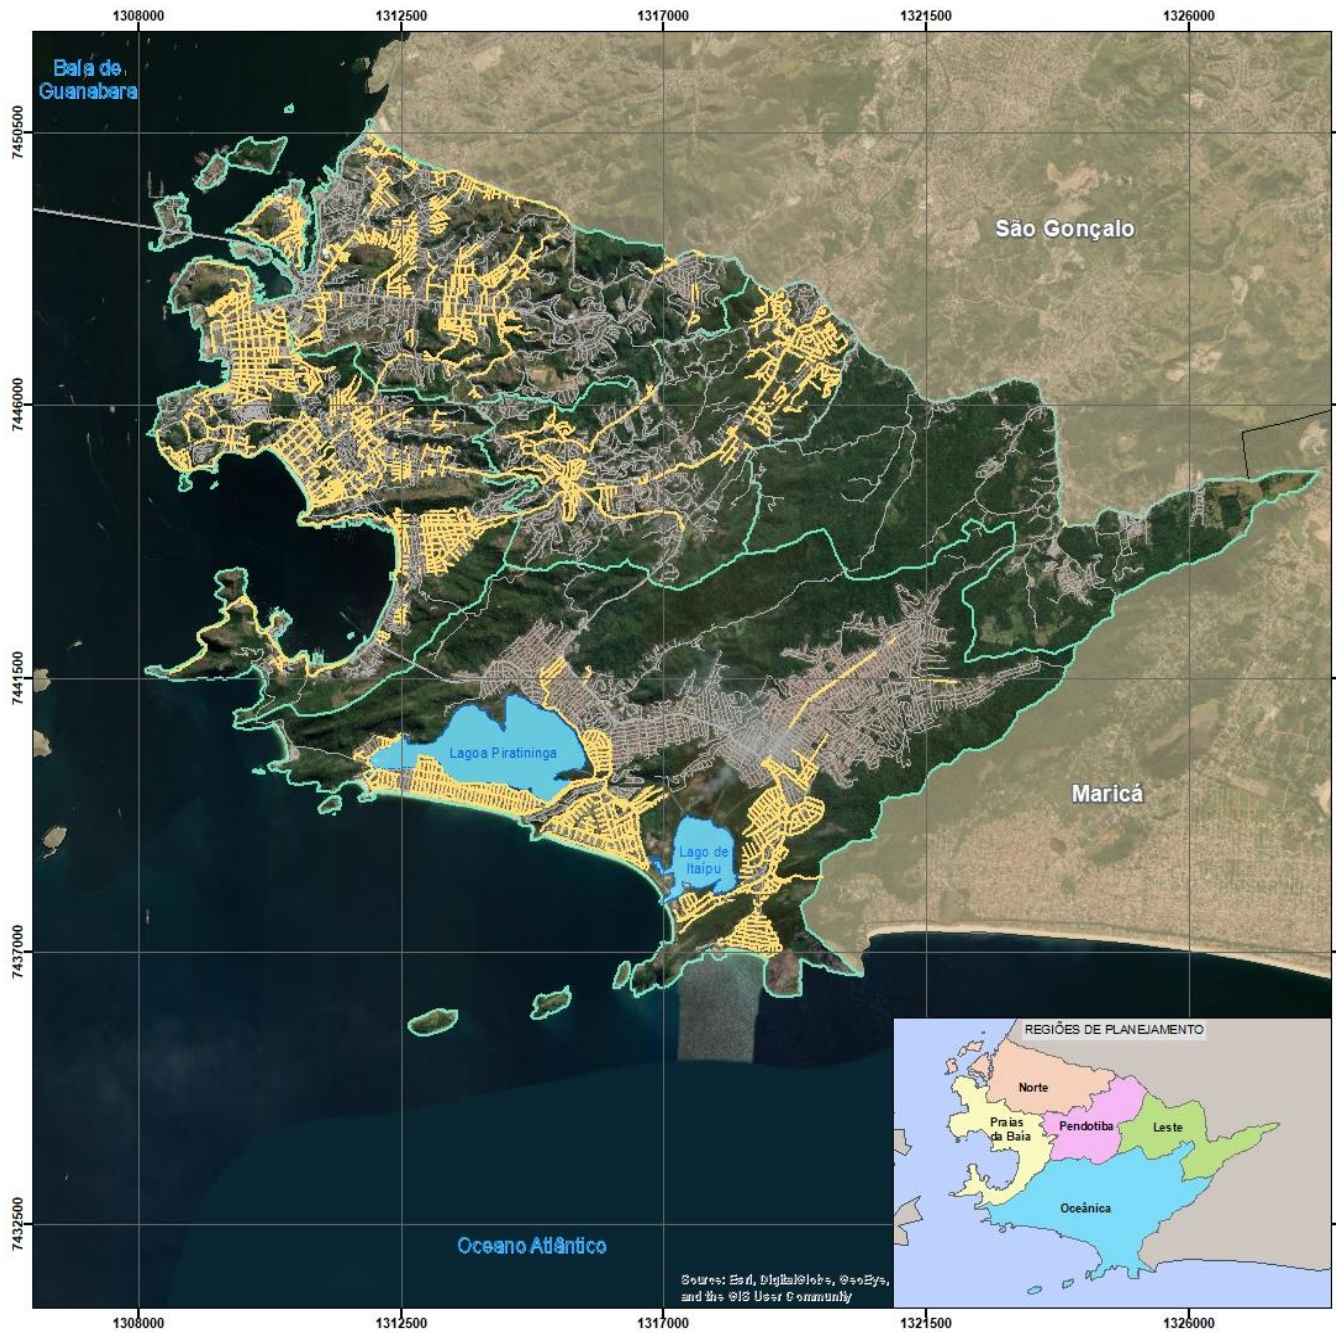 1308000
1312500
1317000
1321500
1326000
Baía de
Guanabara
7450500
São Gonçalo
7446000
7441500
Lagoa Piratininga
Maricá
Lago de
Itaípu
7437000
REGIÕES DE PLANEJAMENTO
Norte
Praias
da Baía
Pendotiba
Leste
Oceânica
7432500
Oceano Atlântico
Source: Esri, DigitalGlobe, GeoEye,
and the GIS User Community
1308000
1312500
1317000
1321500
1326000